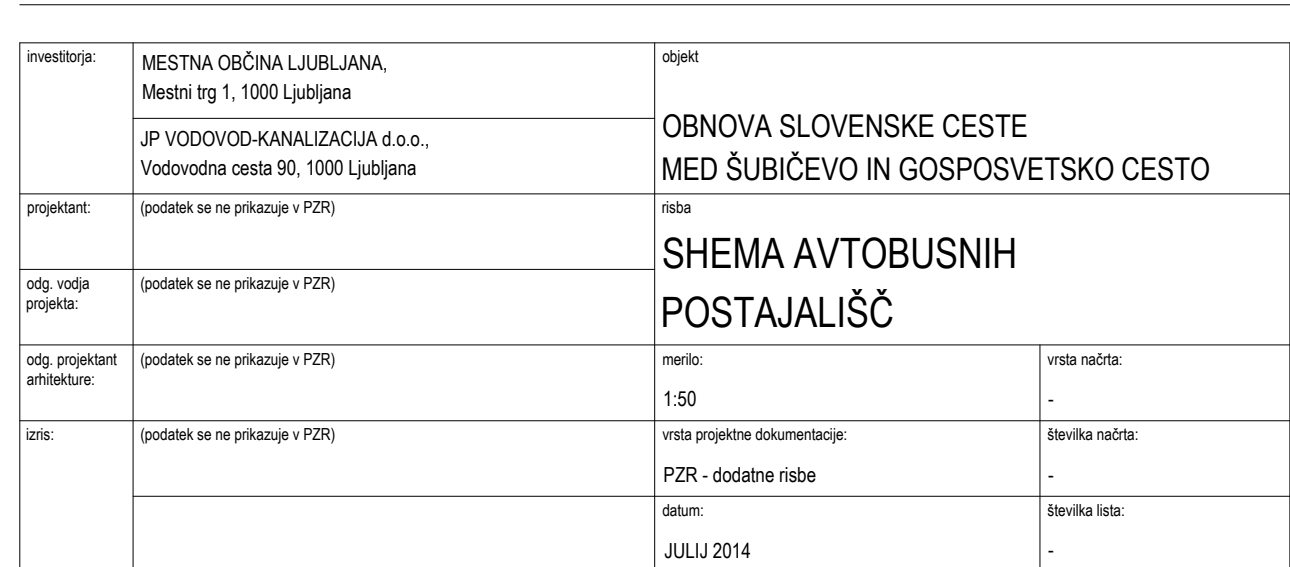 investitorja:
MESTNA OBČINA LJUBLJANA,
Mestni trg 1, 1000 Ljubljana
JP VODOVOD-KANALIZACIJA d.o.o.,
Vodovodna cesta 90, 1000 Ljubljana
objekt
OBNOVA SLOVENSKE CESTE
MED ŠUBIČEVO IN GOSPOSVETSKO CESTO
projektant:
(podatek se ne prikazuje v PZR)
odg. vodja
projekta:
(podatek se ne prikazuje v PZR)
risba
SHEMA AVTOBUSNIH
POSTAJALIŠČ
odg. projektant
arhitekture:
(podatek se ne prikazuje v PZR)
merilo:
1:50
vrsta načrta:
-
izris:
(podatek se ne prikazuje v PZR)
vrsta projektne dokumentacije:
PZR - dodatne risbe
številka načrta:
-
datum:
JULIJ 2014
številka lista:
-